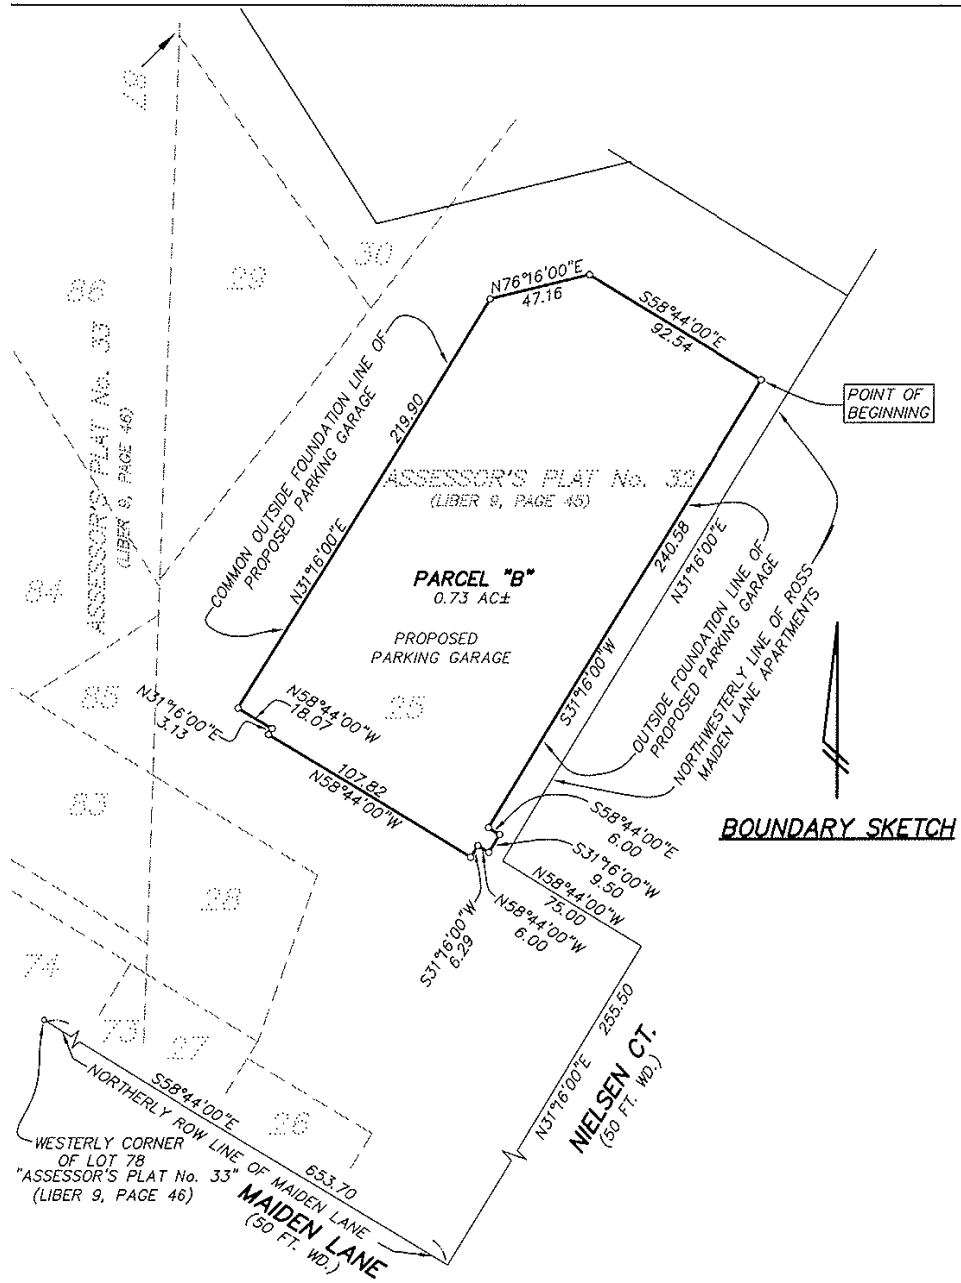 87
30
29
86
N76°16'00"E
47.16
S58°44'00"E
92.54
POINT OF
BEGINNING
ASSESSOR'S PLAT No. 33
(LIBER 9, PAGE 46)
COMMON OUTSIDE FOUNDATION LINE OF
PROPOSED PARKING GARAGE
219.90
N31°16'00"E
ASSESSOR'S PLAT No. 32
(LIBER 9, PAGE 45)
240.58
S31°16'00"W
N31°16'00"E
PARCEL "B"
0.73 AC±
PROPOSED
PARKING GARAGE
OUTSIDE FOUNDATION LINE OF
PROPOSED PARKING GARAGE
NORTHWESTERLY LINE OF ROSS
MAIDEN LANE APARTMENTS
84
85
25
N31°16'00"E
3.13
N58°44'00"W
18.07
107.82
N58°44'00"W
83
BOUNDARY SKETCH
S58°44'00"E
6.00
S31°16'00"W
9.50
N58°44'00"W
75.00
N58°44'00"W
6.00
S31°16'00"W
6.29
28
74
73
27
26
N31°16'00"E 255.50
NIELSEN CT.
(50 FT. WD.)
S58°44'00"E
653.70
NORTHERLY ROW LINE OF MAIDEN LANE
MAIDEN LANE
(50 FT. WD.)
WESTERLY CORNER
OF LOT 78
"ASSESSOR'S PLAT No. 33"
(LIBER 9, PAGE 46)